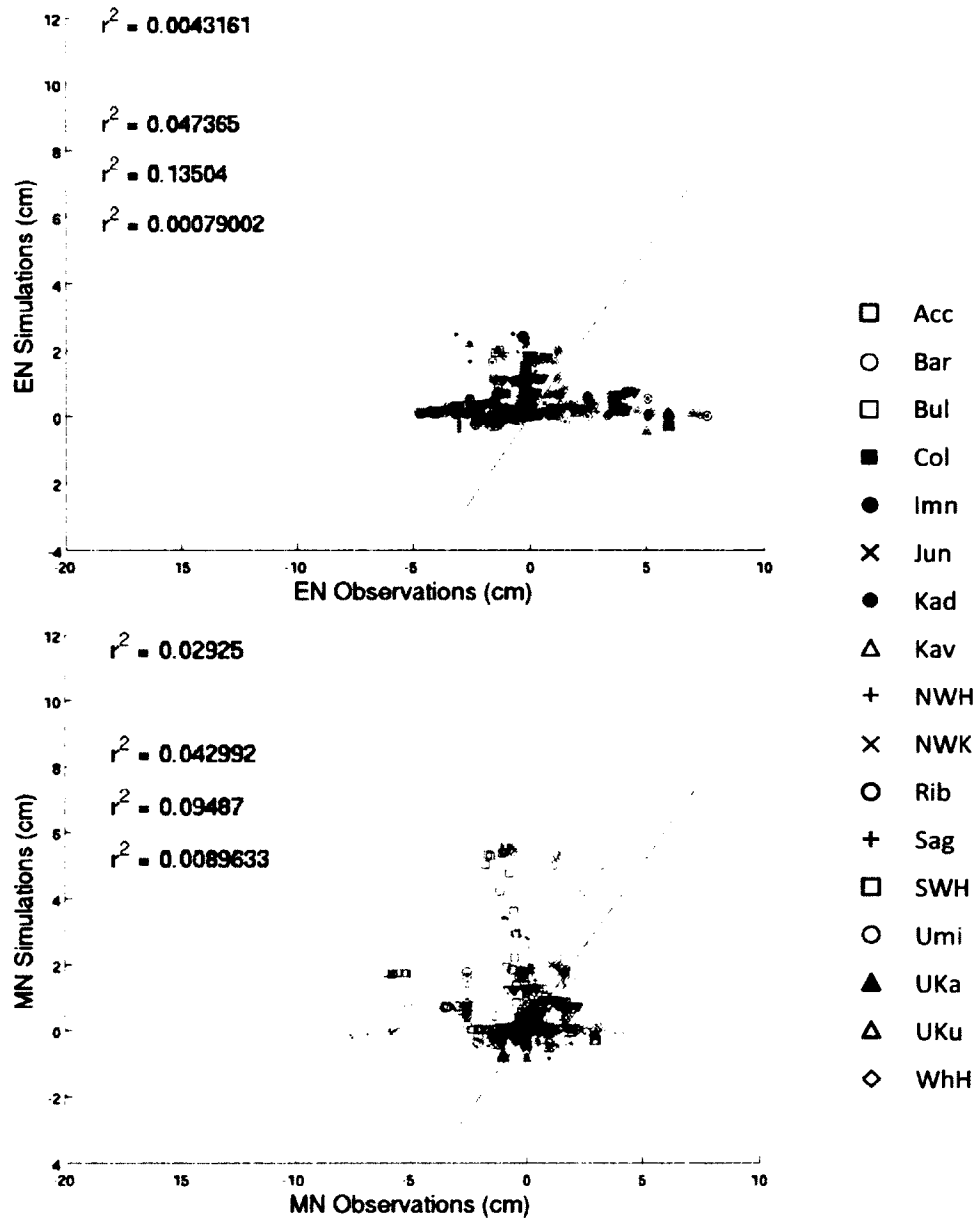 12
10
8
6
4
2
0
2
-4
r² = 0.0043161
r² = 0.047365
r² = 0.13504
r² = 0.00079002
EN Simulations (cm)
-20
15
10
-5
0
5
10
EN Observations (cm)
12
10
8
6
4
2
0
-2
4
r² = 0.02925
r² = 0.042992
r² = 0.09487
r² = 0.0089633
MN Simulations (cm)
-20
15
-10
-5
0
5
10
MN Observations (cm)
Acc
Bar
Bul
Col
Imn
Jun
Kad
Kav
NWH
NWK
Rib
Sag
SWH
Umi
UKa
UKu
WhH